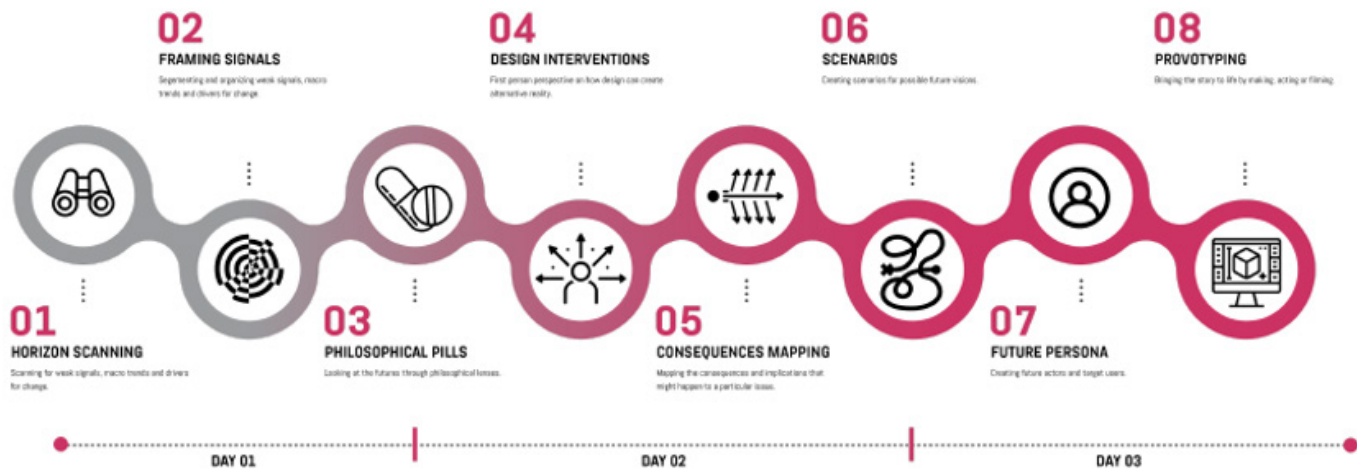 02
FRAMING SIGNALS
Segementing and organizing weak signals, macro
trends and drivers for change.
04
DESIGN INTERVENTIONS
First person perspective on how design can create
alternative reality.
06
SCENARIOS
Creating scenarios for possible future visions.
08
PROVOTYPING
Bringing the story to life by making, acting or filming.
01
HORIZON SCANNING
Scanning for weak signals, macro trends and drivers
for change.
03
PHILOSOPHICAL PILLS
Looking at the futures through philosophical lenses.
05
CONSEQUENCES MAPPING
Mapping the consequences and implications that
might happen to a particular issue.
07
FUTURE PERSONA
Creating future actors and target users.
DAY 01
DAY 02
DAY 03